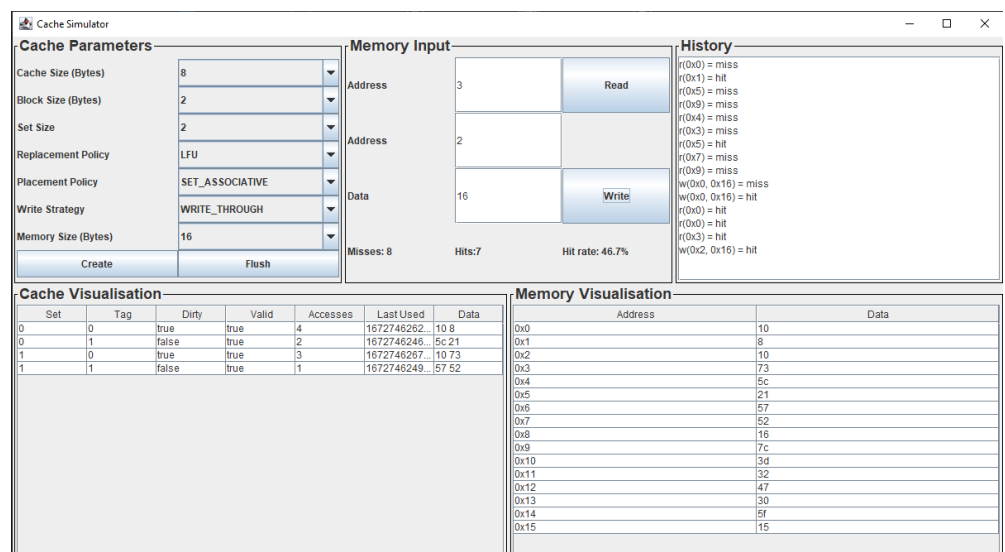 Cache Simulator
Cache Parameters
Cache Size (Bytes) 8
Block Size (Bytes) 2
Set Size 2
Replacement Policy LFU
Placement Policy SET_ASSOCIATIVE
Write Strategy WRITE_THROUGH
Memory Size (Bytes) 16
Create Flush
Memory Input
Address 3 Read
Address 2
Data 16 Write
Misses: 8 Hits:7 Hit rate: 46.7%
History
r(0x0) = miss
r(0x1) = hit
r(0x5) = miss
r(0x9) = miss
r(0x4) = miss
r(0x3) = miss
r(0x5) = hit
r(0x7) = miss
r(0x9) = miss
w(0x0, 0x16) = miss
w(0x0, 0x16) = hit
r(0x0) = hit
r(0x0) = hit
r(0x3) = hit
w(0x2, 0x16) = hit
Cache Visualisation
Set Tag Dirty Valid Accesses Last Used Data
0 0 true true 4 1672746262... 10 8
0 1 false true 2 1672746246... 5c 21
1 0 true true 3 1672746267... 10 73
1 1 false true 1 1672746249... 57 52
Memory Visualisation
Address Data
0x0 10
0x1 8
0x2 10
0x3 73
0x4 5c
0x5 21
0x6 57
0x7 52
0x8 16
0x9 7c
0x10 3d
0x11 32
0x12 47
0x13 30
0x14 5f
0x15 15